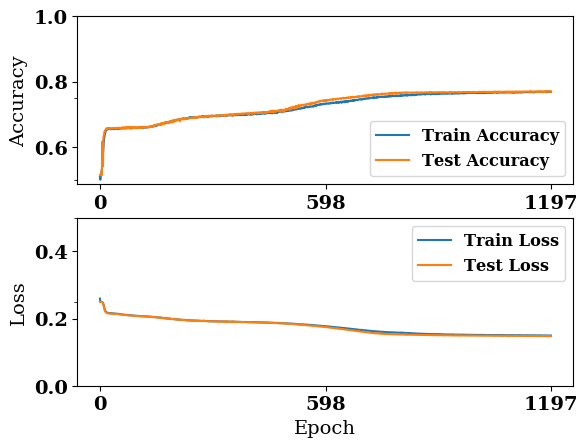 1.0
0.8
0.6
Accuracy
Train Accuracy
Test Accuracy
0 598 1197
0.4
0.2
0.0
Loss
Train Loss
Test Loss
0 598 1197
Epoch